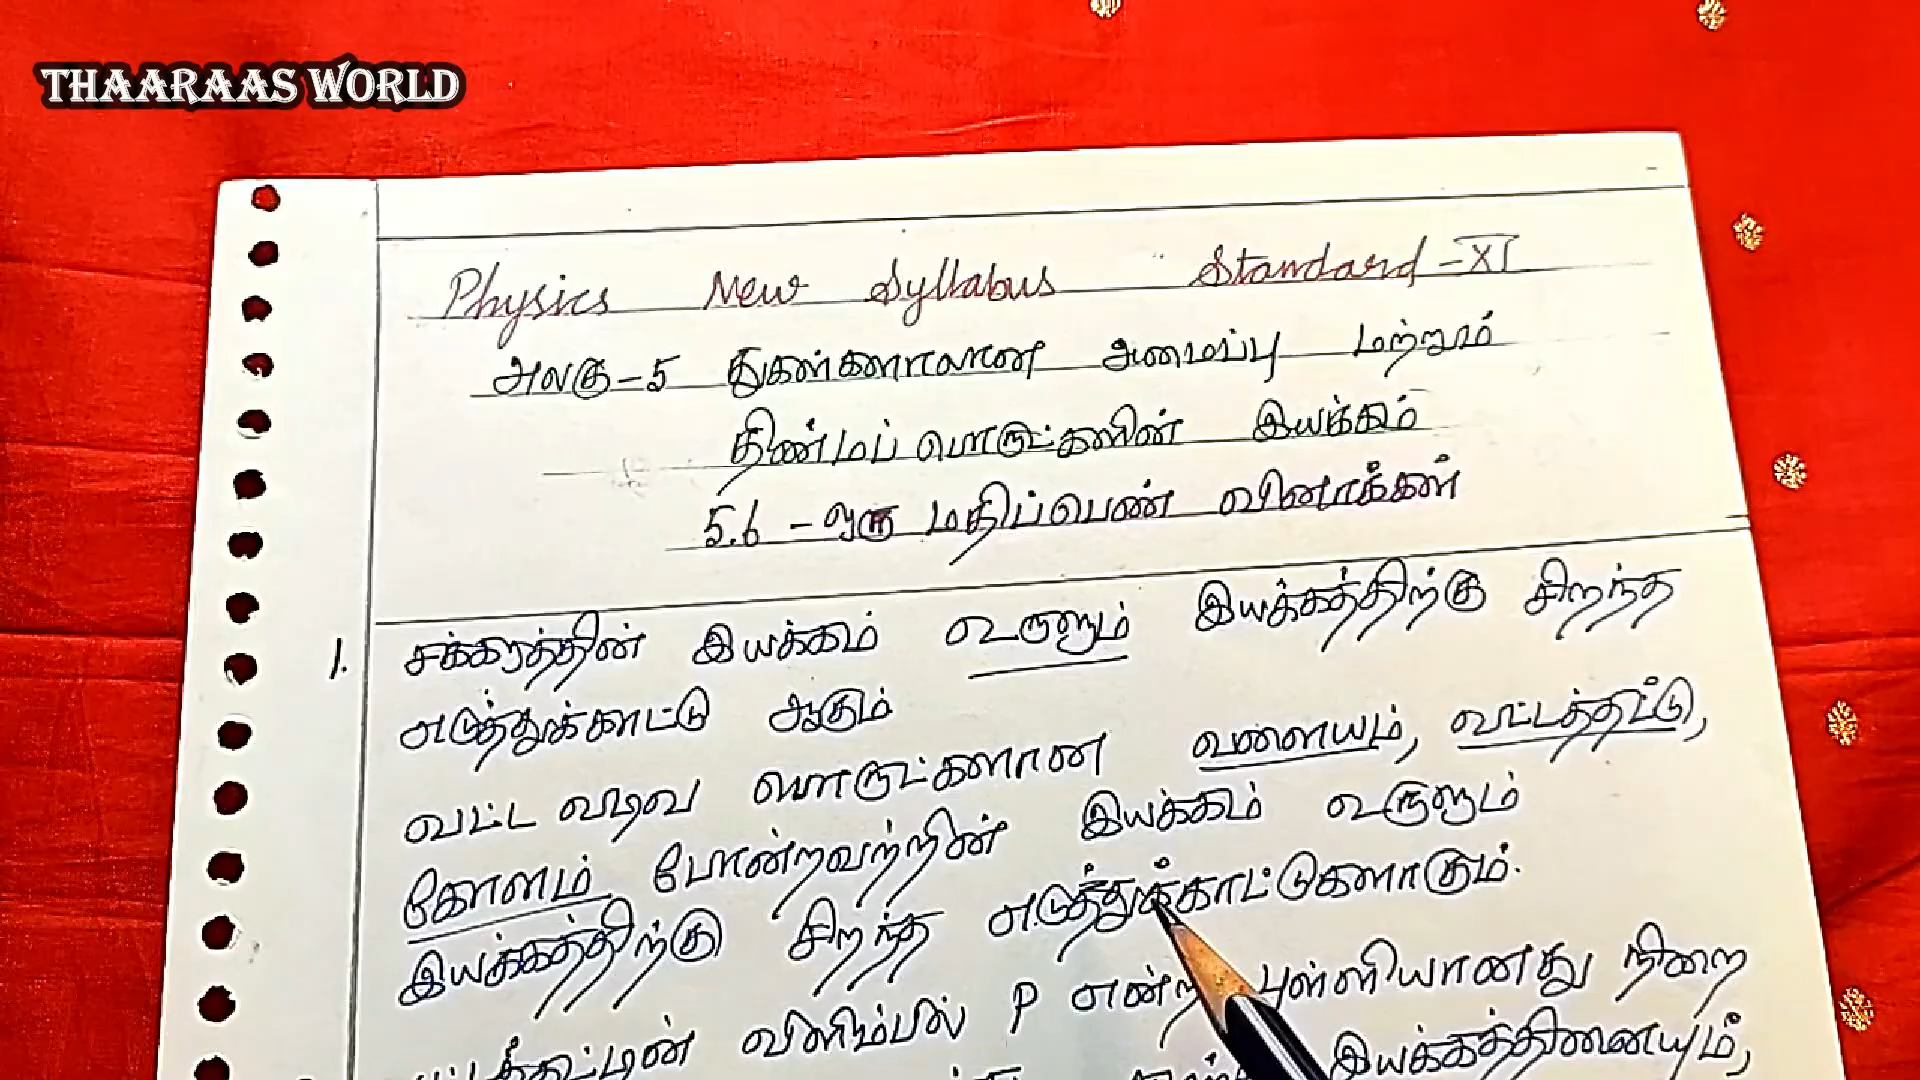 THAARAAS WORLD
Physics New Syllabus Standard - XI
அலகு - 5 துகள்களாலான அமைப்பு மற்றும்
திண்மப் பொருட்களின் இயக்கம்
5.6 - ஒரு மதிப்பெண் வினாக்கள்
1. சக்கரத்தின் இயக்கம் உருளும் இயக்கத்திற்கு சிறந்த
எடுத்துக்காட்டு ஆகும்
வட்ட வடிவ பொருட்களான வளையம், வட்டத்தட்டு,
கோளம் போன்றவற்றின் இயக்கம் உருளும்
இயக்கத்திற்கு சிறந்த எடுத்துக்காட்டுகளாகும்.
விளிம்பில் P என்ற புள்ளியானது நிறை
இயக்கத்தினையும்,